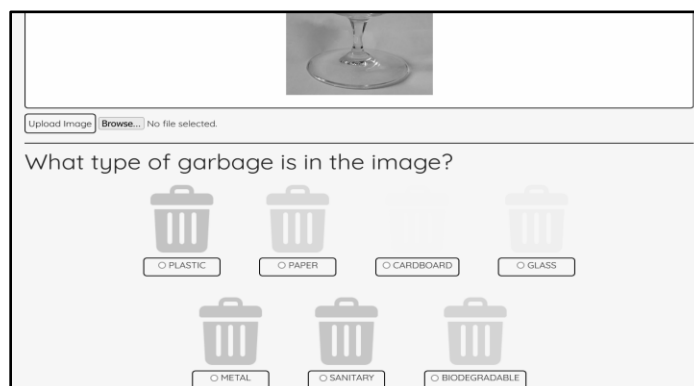 Upload Image Browse... No file selected.
What type of garbage is in the image?
PLASTIC PAPER CARDBOARD GLASS
METAL SANITARY BIODEGRADABLE